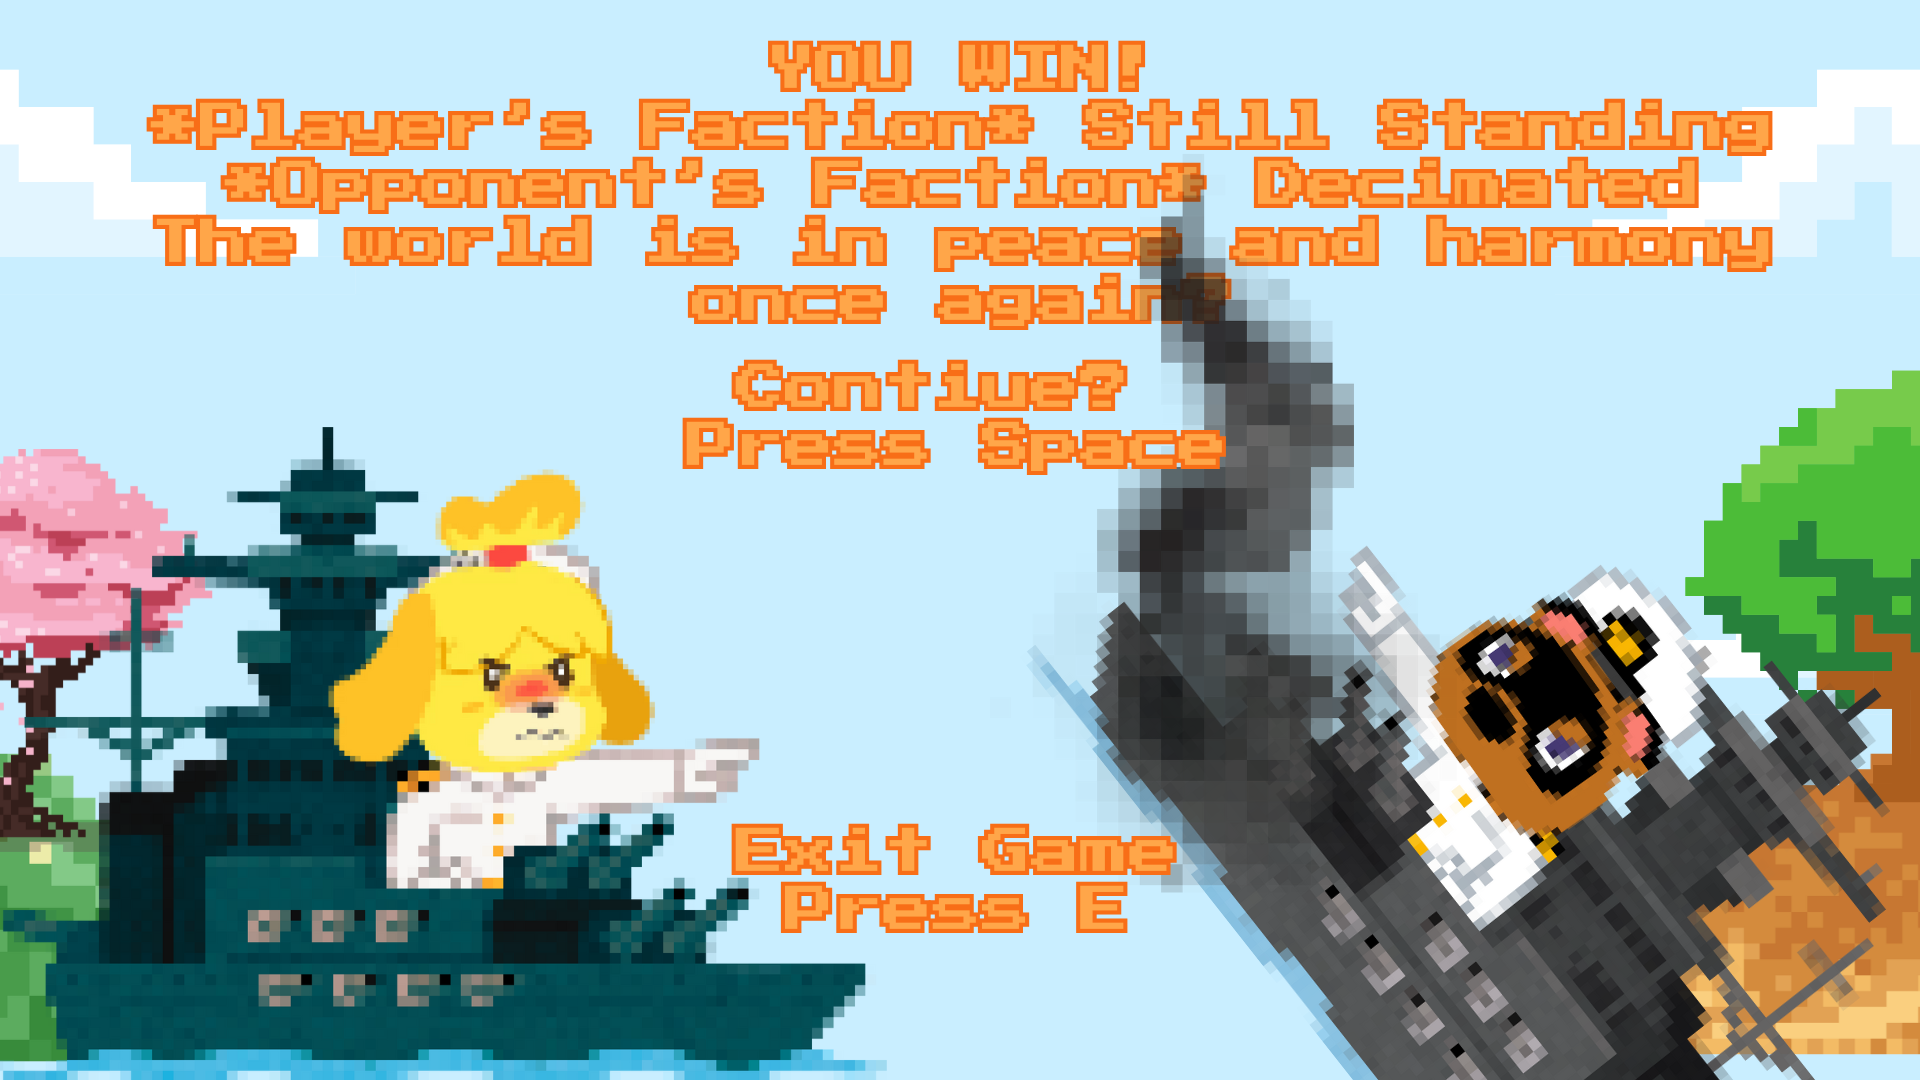 YOU WIN!
*Player's Faction* Still Standing
*Opponent's Faction* Decimated
The world is in peace and harmony
once again?
Contiue?
Press Space
Exit Game
Press E